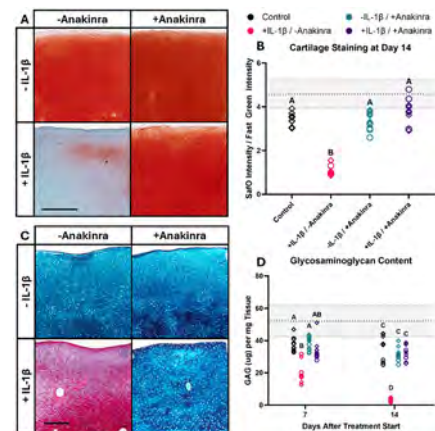 A
-Anakinra
+Anakinra
- IL-1β
+ IL-1β
Control
-IL-1β / +Anakinra
+IL-1β / -Anakinra
+IL-1β / +Anakinra
B
Cartilage Staining at Day 14
SafO Intensity / Fast Green Intensity
6
4
2
0
A
B
A
A
Control
+IL-1β / -Anakinra
-IL-1β / +Anakinra
+IL-1β / +Anakinra
C
-Anakinra
+Anakinra
- IL-1β
+ IL-1β
D
Glycosaminoglycan Content
GAG (ug) per mg Tissue
80
60
40
20
0
A
B
A
AB
C
D
C
C
7
14
Days After Treatment Start